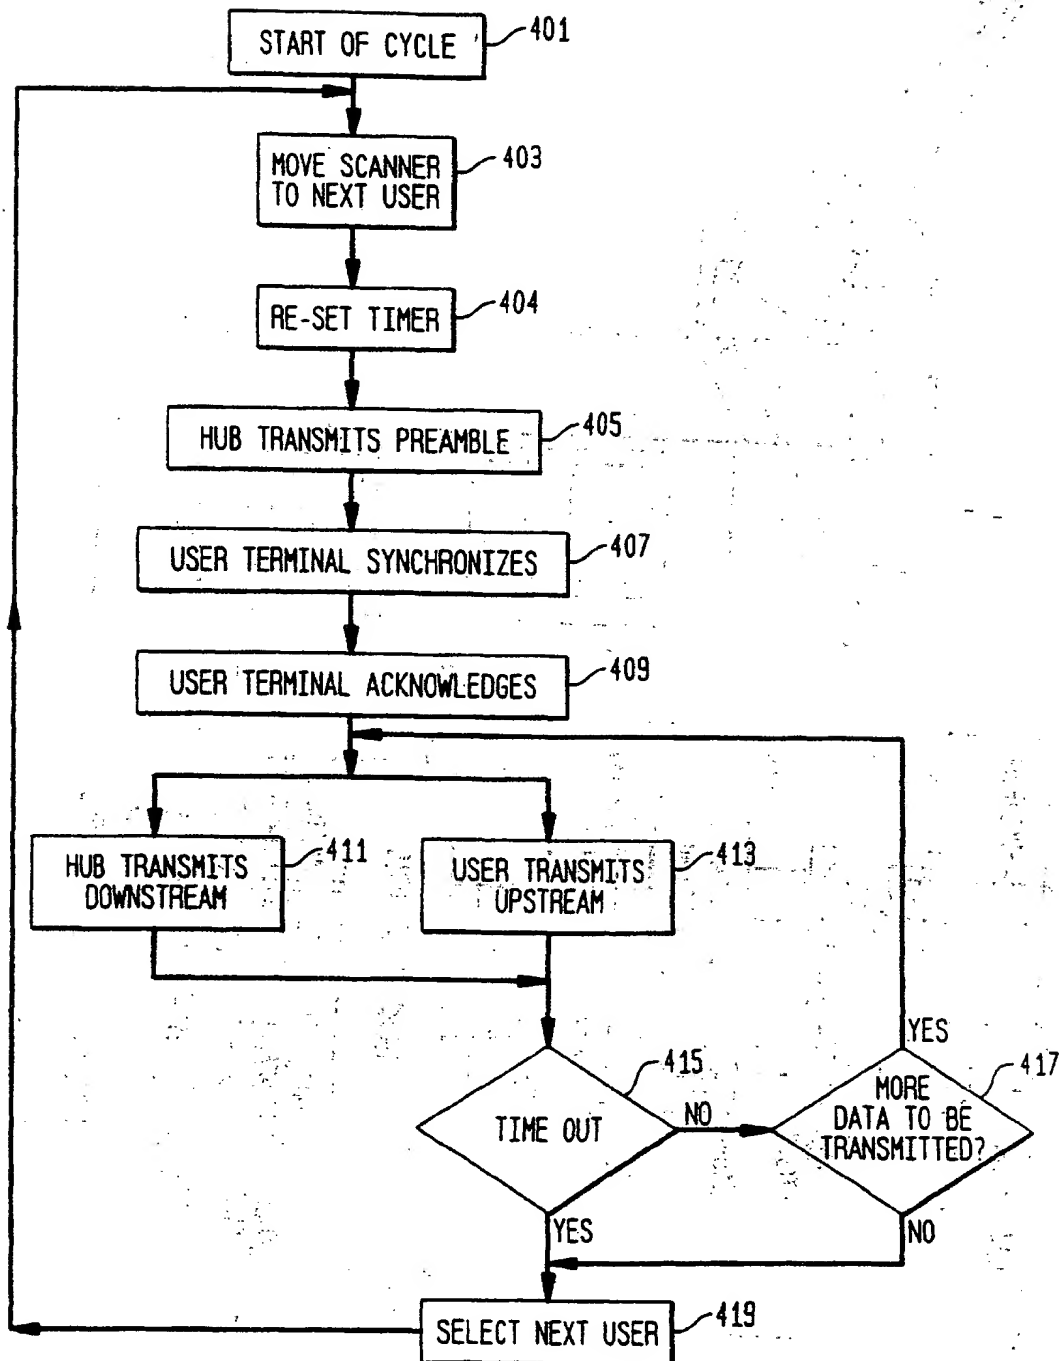 START OF CYCLE
401
MOVE SCANNER
TO NEXT USER
403
RE-SET TIMER
404
HUB TRANSMITS PREAMBLE
405
USER TERMINAL SYNCHRONIZES
407
USER TERMINAL ACKNOWLEDGES
409
HUB TRANSMITS
DOWNSTREAM
411
USER TRANSMITS
UPSTREAM
413
TIME OUT
415
NO
YES
MORE
DATA TO BE
TRANSMITTED?
417
YES
NO
SELECT NEXT USER
419